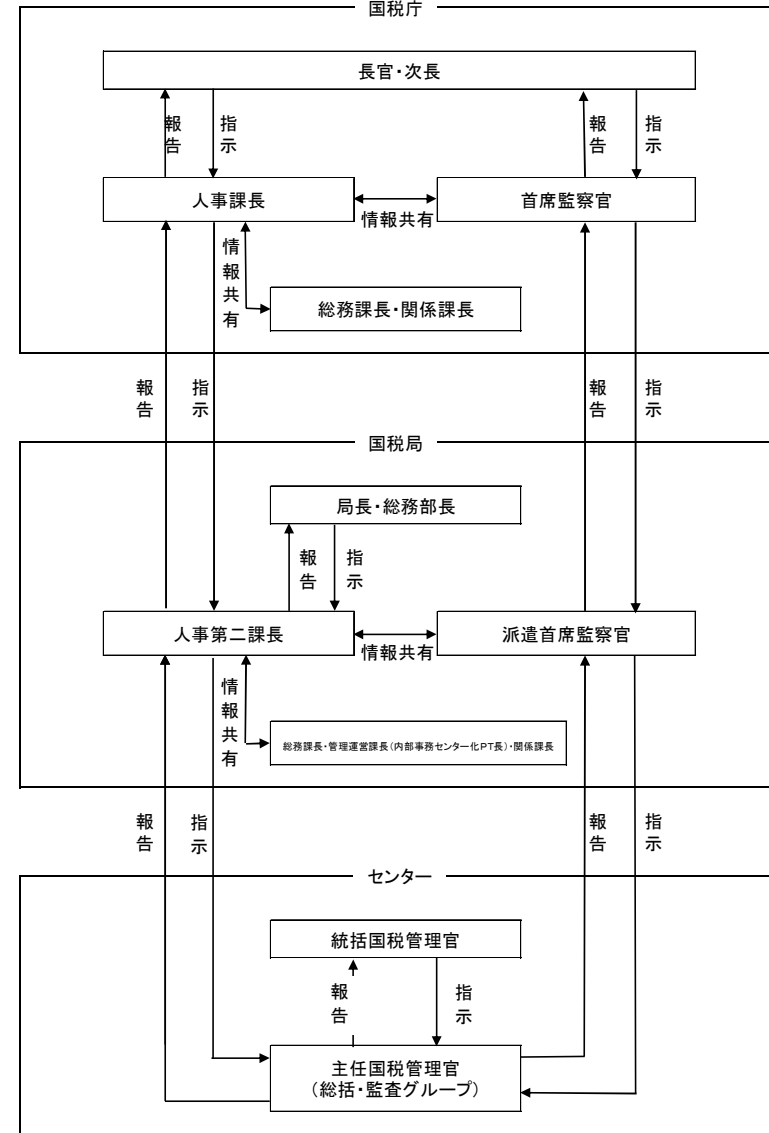 国税庁
長官・次長
報告
指示
報告
指示
人事課長
情報共有
首席監察官
情報共有
総務課長・関係課長
報告
指示
報告
指示
国税局
局長・総務部長
報告
指示
人事第二課長
情報共有
派遣首席監察官
情報共有
総務課長・管理運営課長(内部事務センター化PT長)・関係課長
報告
指示
報告
指示
センター
統括国税管理官
報告
指示
主任国税管理官
(総括・監査グループ)